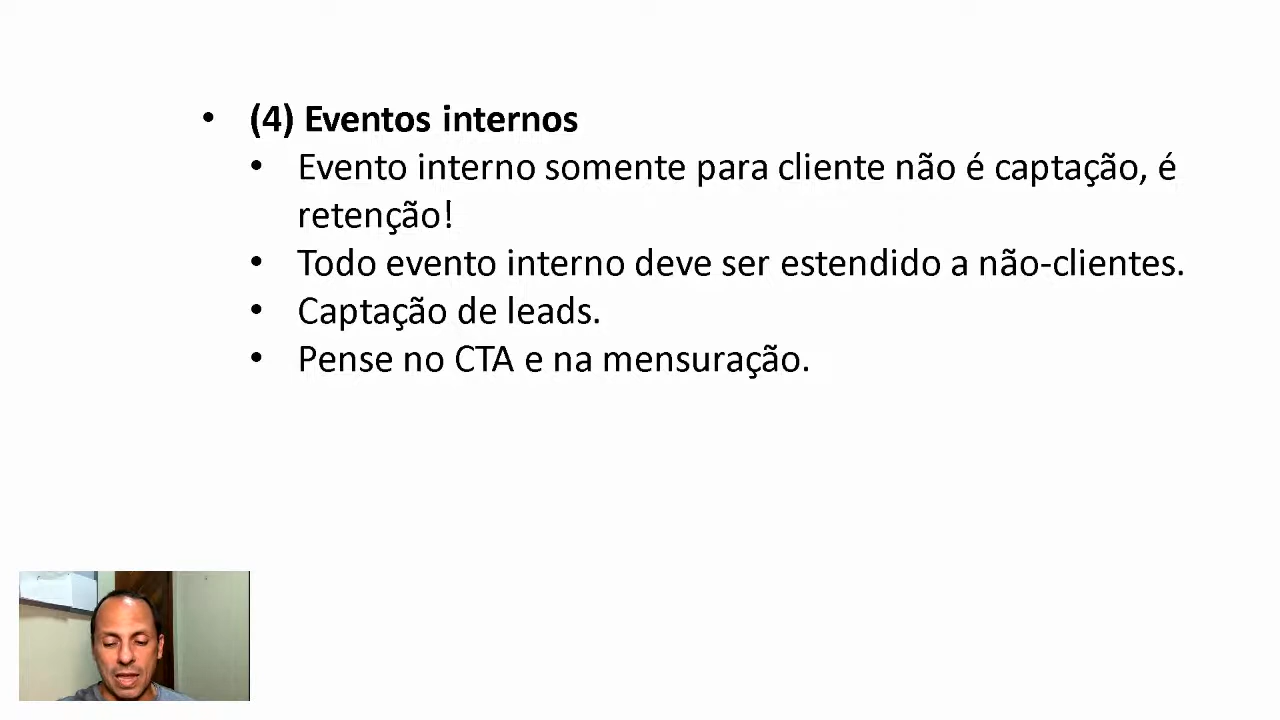 • (4) Eventos internos
• Evento interno somente para cliente não é captação, é
retenção!
• Todo evento interno deve ser estendido a não-clientes.
• Captação de leads.
• Pense no CTA e na mensuração.